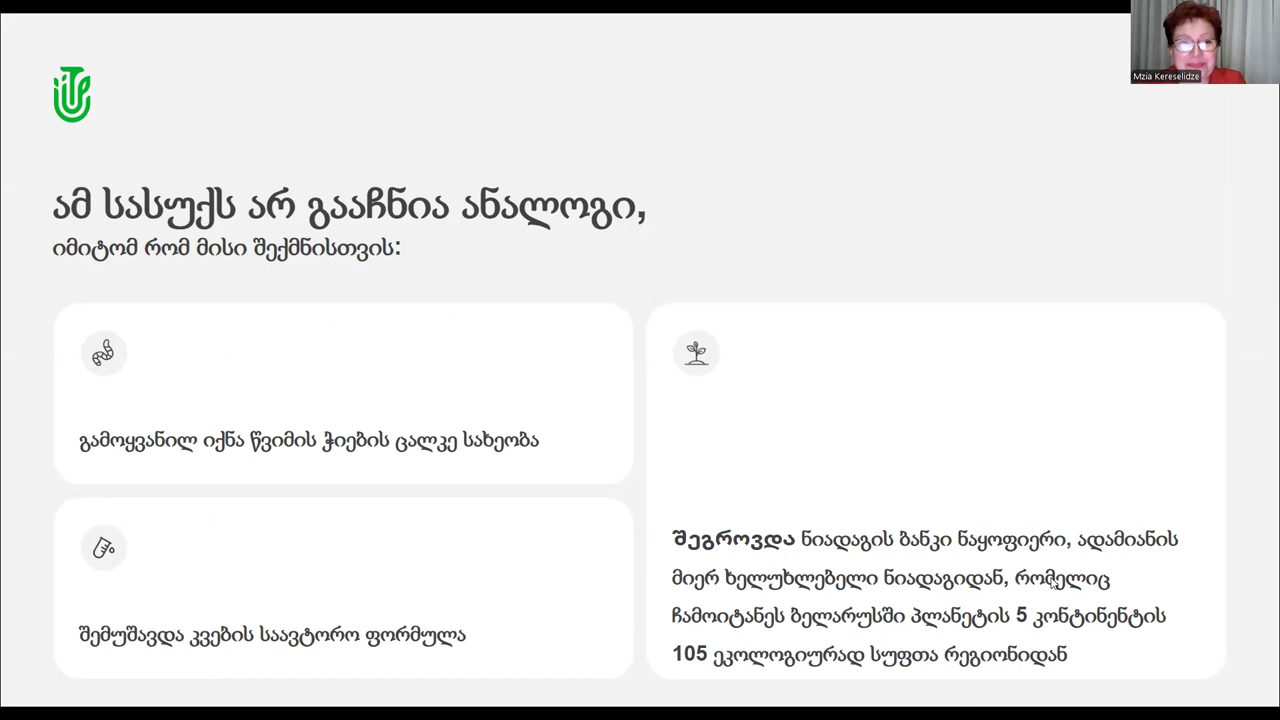 Mzia Kereselidze
ამ სასუქს არ გააჩნია ანალოგი,
იმიტომ რომ მისი შექმნისთვის:
გამოყვანილ იქნა წვიმის ჭიების ცალკე სახეობა
შემუშავდა კვების საავტორო ფორმულა
შეგროვდა ნიადაგის ბანკი ნაყოფიერი, ადამიანის
მიერ ხელუხლებელი ნიადაგიდან, რომელიც
ჩამოიტანეს ბელარუსში პლანეტის 5 კონტინენტის
105 ეკოლოგიურად სუფთა რეგიონიდან